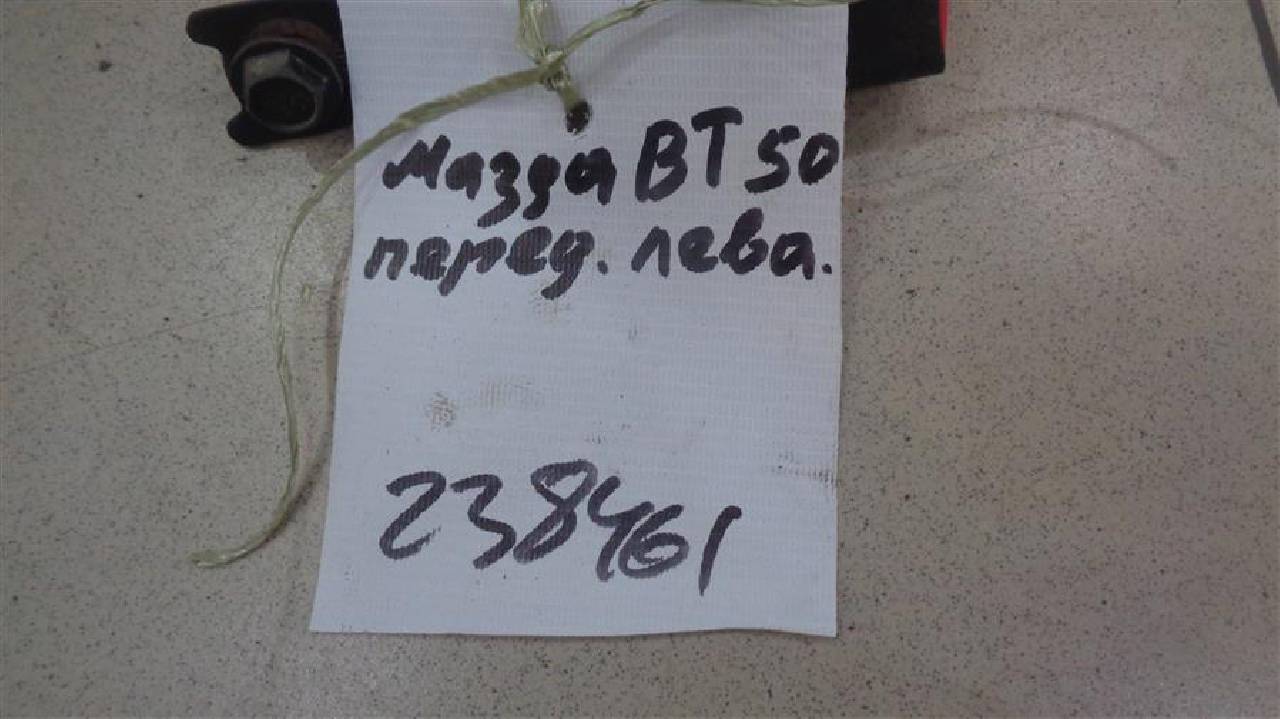 Мазда BT 50
перед. лева.
238461